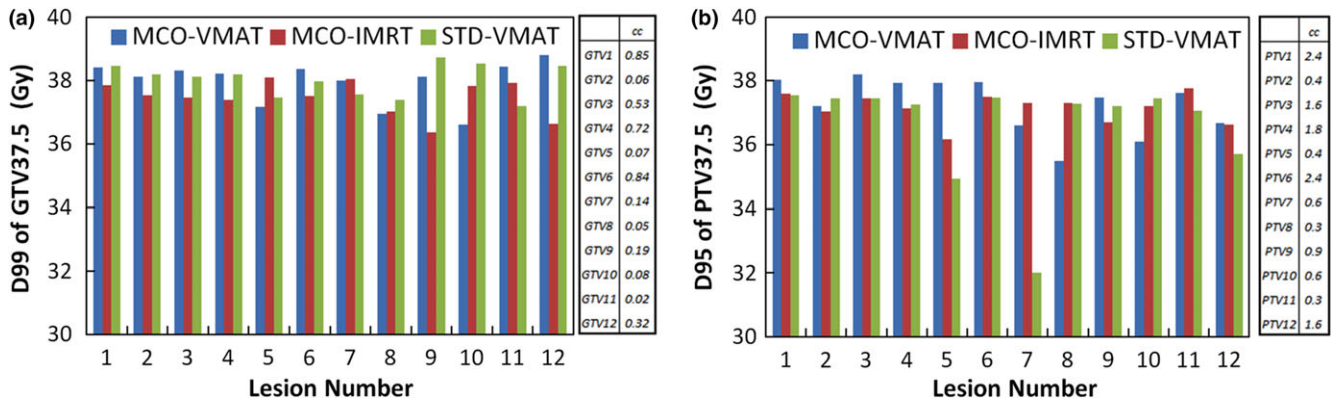 (a)
D99 of GTV37.5 (Gy)
40
38
36
34
32
30
MCO-VMAT MCO-IMRT STD-VMAT
1 2 3 4 5 6 7 8 9 10 11 12
Lesion Number
cc
GTV1 0.85
GTV2 0.06
GTV3 0.53
GTV4 0.72
GTV5 0.07
GTV6 0.84
GTV7 0.14
GTV8 0.05
GTV9 0.19
GTV10 0.08
GTV11 0.02
GTV12 0.32
(b)
D95 of PTV37.5 (Gy)
40
38
36
34
32
30
MCO-VMAT MCO-IMRT STD-VMAT
1 2 3 4 5 6 7 8 9 10 11 12
Lesion Number
cc
PTV1 2.4
PTV2 0.4
PTV3 1.6
PTV4 1.8
PTV5 0.4
PTV6 2.4
PTV7 0.6
PTV8 0.3
PTV9 0.9
PTV10 0.6
PTV11 0.3
PTV12 1.6